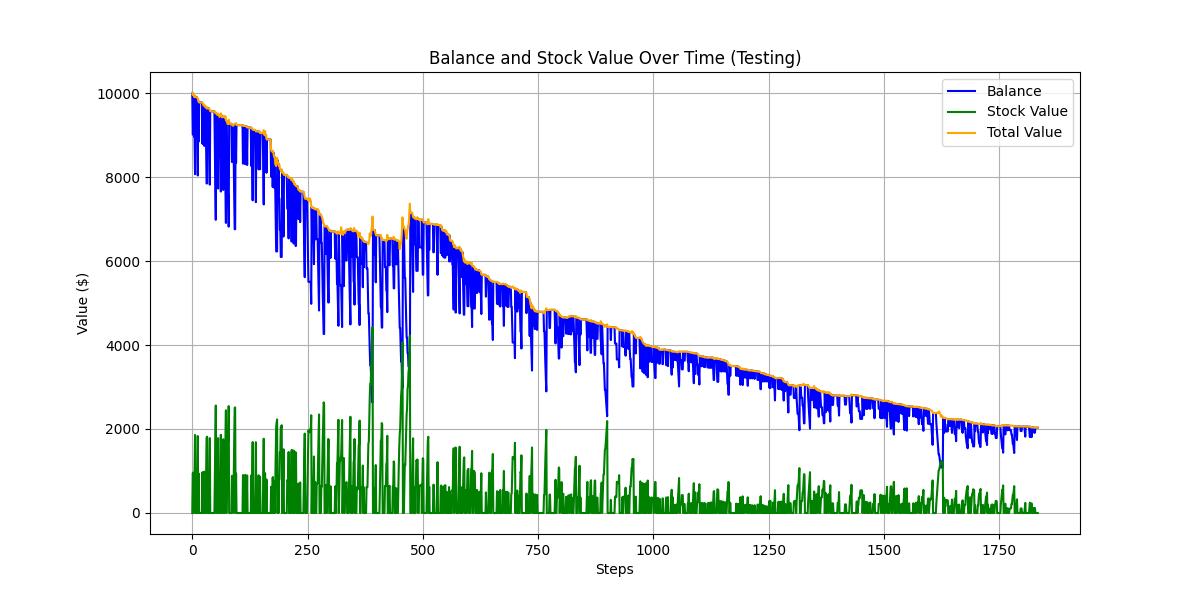 Balance and Stock Value Over Time (Testing)
Balance
Stock Value
Total Value
Value ($)
10000
8000
6000
4000
2000
0
0 250 500 750 1000 1250 1500 1750
Steps